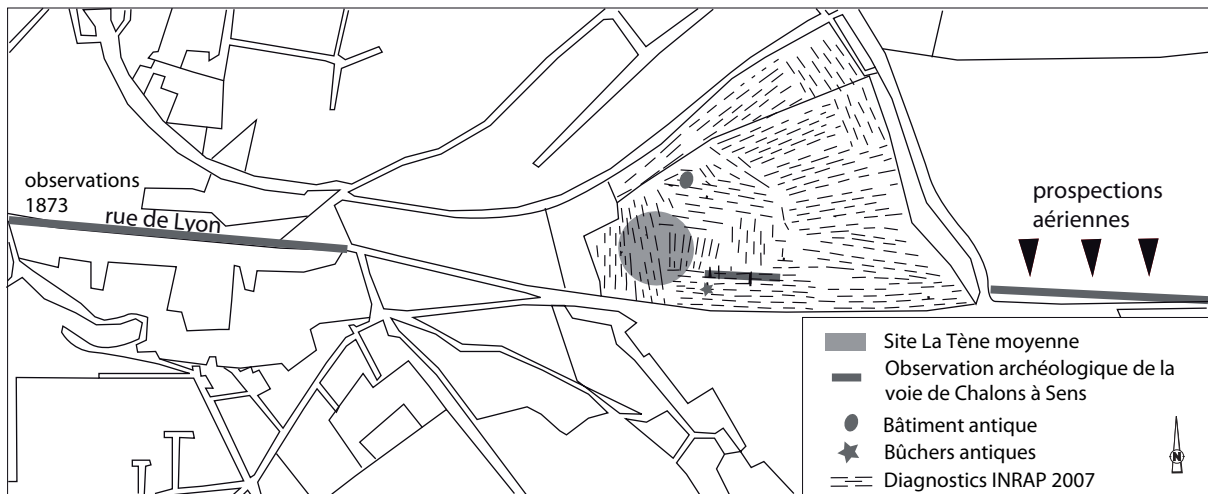 observations
1873
rue de Lyon
prospections
aériennes
Site La Tène moyenne
Observation archéologique de la
voie de Chalons à Sens
Bâtiment antique
Bûchers antiques
Diagnostics INRAP 2007
N